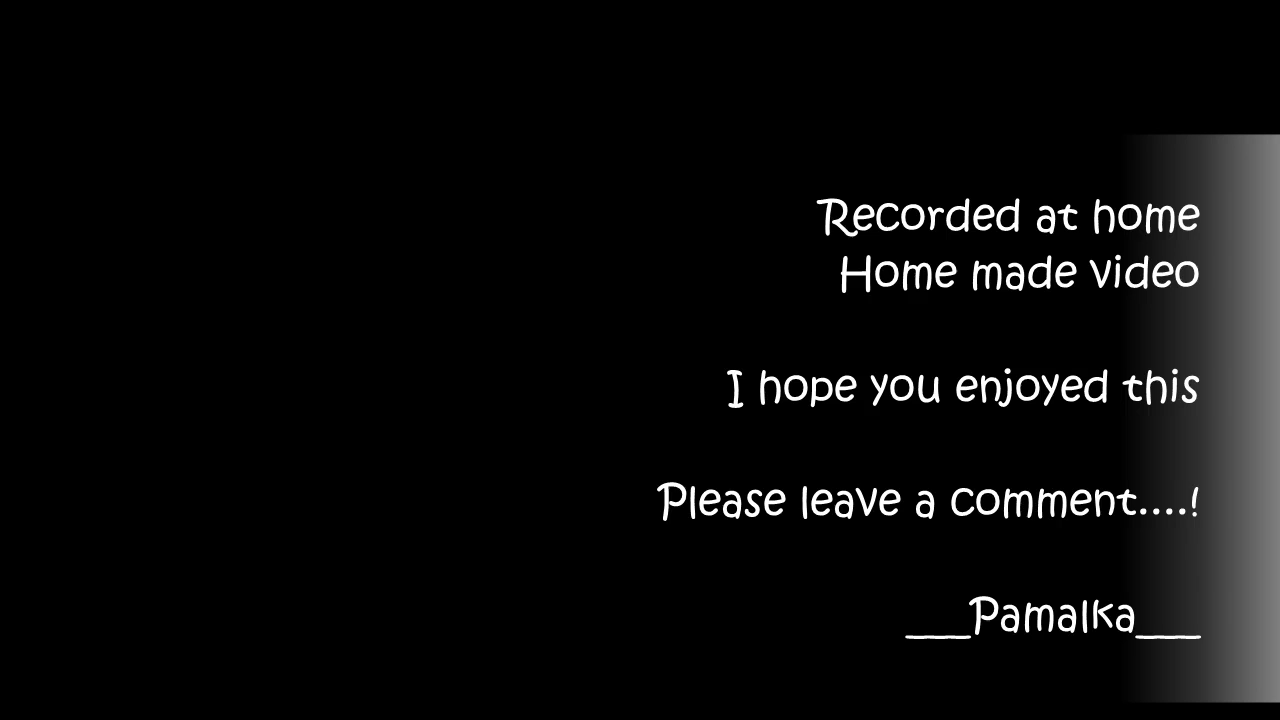 Recorded at home
Home made video
I hope you enjoyed this
Please leave a comment....!
___Pamalka___